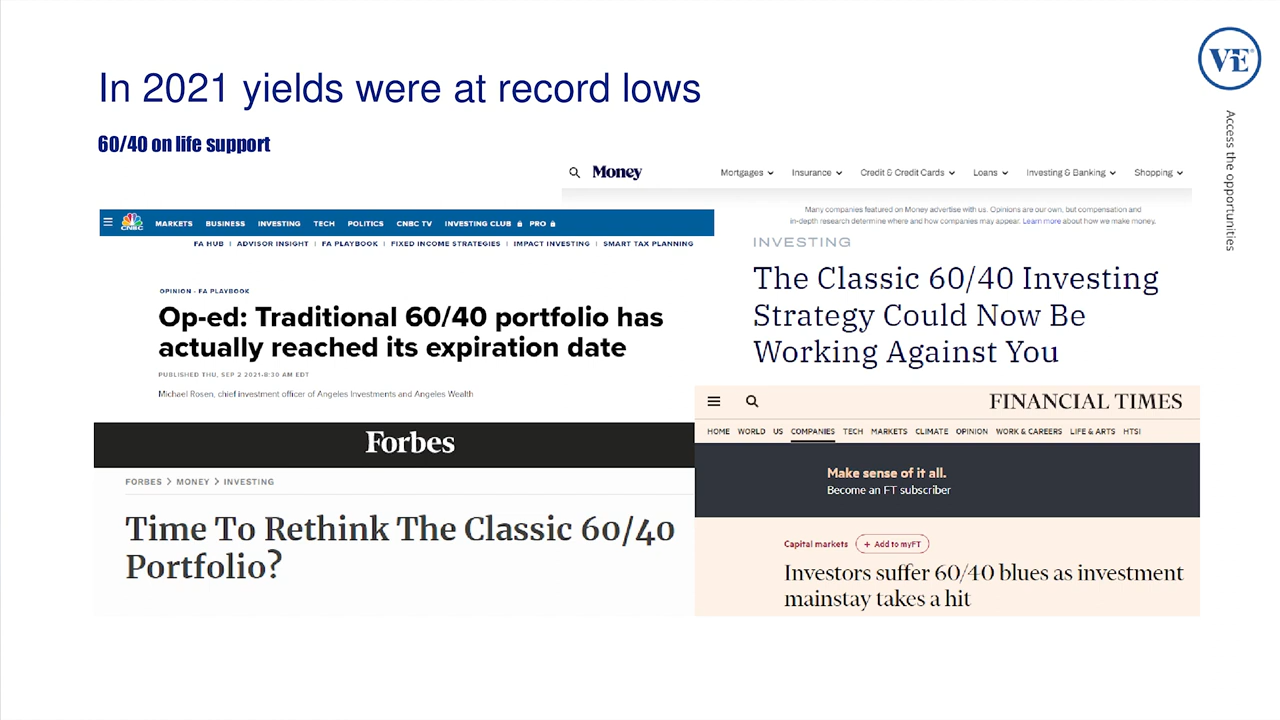 In 2021 yields were at record lows
60/40 on life support
VFE
Access the opportunities
Money
Mortgages Insurance Credit & Credit Cards Loans Investing & Banking Shopping
Many companies featured on Money advertise with us. Opinions are our own, but compensation and
in-depth research determine where and how companies may appear. Learn more about how we make money.
INVESTING
The Classic 60/40 Investing
Strategy Could Now Be
Working Against You
CNBC
MARKETS BUSINESS INVESTING TECH POLITICS CNBC TV INVESTING CLUB PRO
FA HUB | ADVISOR INSIGHT | FA PLAYBOOK | FIXED INCOME STRATEGIES | IMPACT INVESTING | SMART TAX PLANNING
OPINION - FA PLAYBOOK
Op-ed: Traditional 60/40 portfolio has
actually reached its expiration date
PUBLISHED THU, SEP 2 2021 8:30 AM EDT
Michael Rosen, chief investment officer of Angeles Investments and Angeles Wealth
Forbes
FORBES > MONEY > INVESTING
Time To Rethink The Classic 60/40
Portfolio?
FINANCIAL TIMES
HOME WORLD US COMPANIES TECH MARKETS CLIMATE OPINION WORK & CAREERS LIFE & ARTS HTSI
Make sense of it all.
Become an FT subscriber
Capital markets + Add to myFT
Investors suffer 60/40 blues as investment
mainstay takes a hit